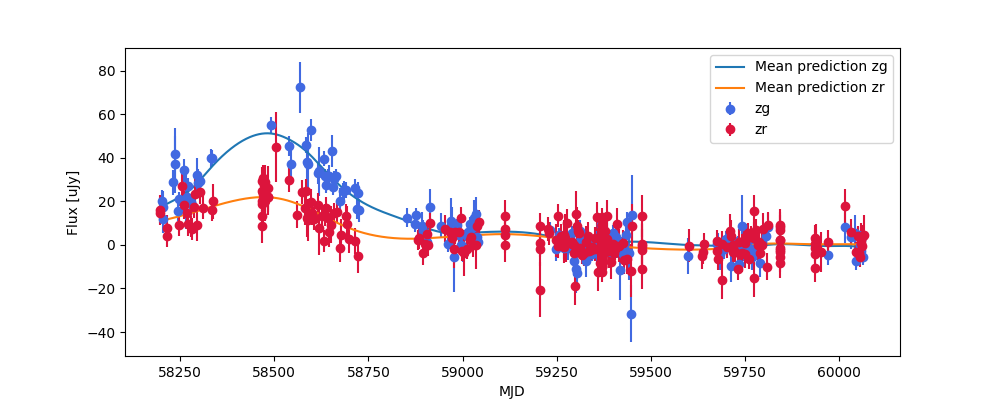 80
60
40
20
0
−20
−40
Flux [uJy]
58250
58500
58750
59000
59250
59500
59750
60000
MJD
Mean prediction zg
Mean prediction zr
zg
zr